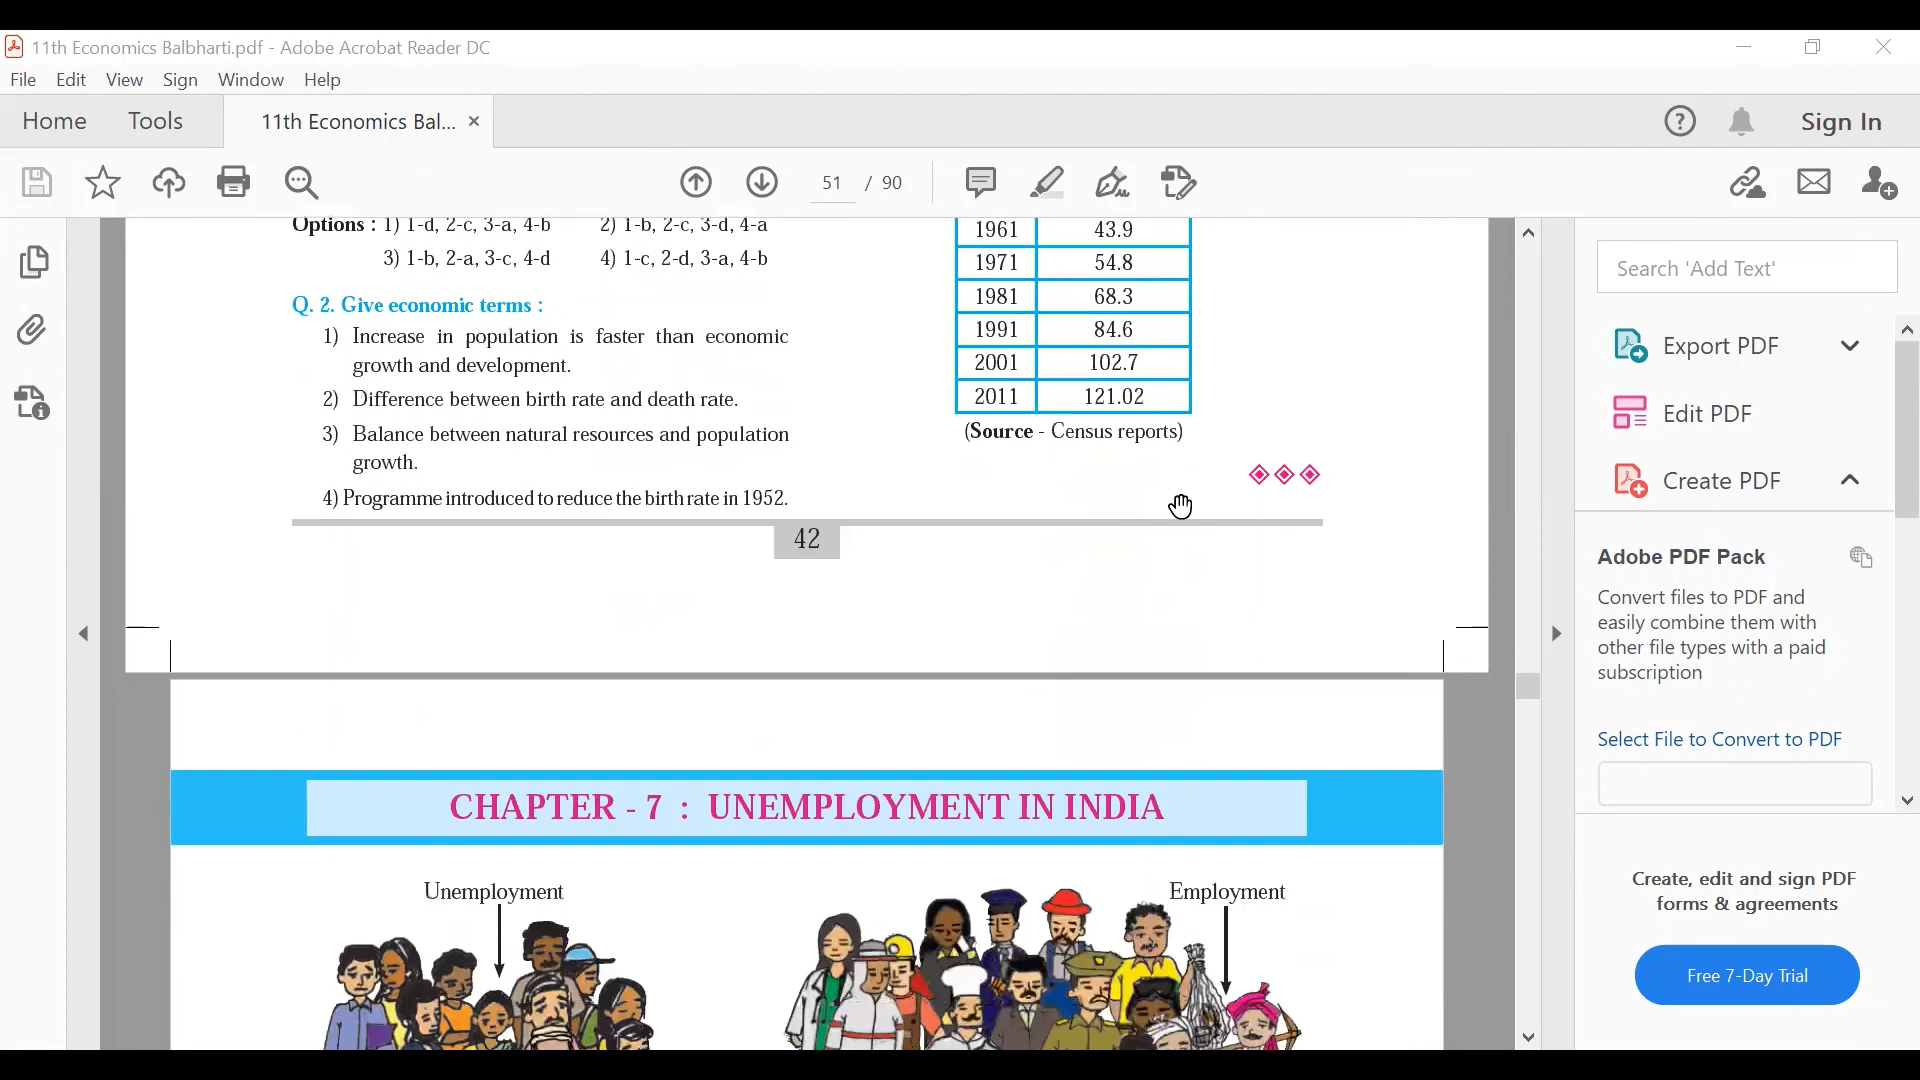 11th Economics Balbharti.pdf - Adobe Acrobat Reader DC
File Edit View Sign Window Help
Home Tools 11th Economics Bal... × Sign In
51 / 90
Options : 1) 1-d, 2-c, 3-a, 4-b 2) 1-b, 2-c, 3-d, 4-a
3) 1-b, 2-a, 3-c, 4-d 4) 1-c, 2-d, 3-a, 4-b
Q. 2. Give economic terms :
1) Increase in population is faster than economic
growth and development.
2) Difference between birth rate and death rate.
3) Balance between natural resources and population
growth.
4) Programme introduced to reduce the birth rate in 1952.
1961 43.9
1971 54.8
1981 68.3
1991 84.6
2001 102.7
2011 121.02
(Source - Census reports)
42
CHAPTER - 7 : UNEMPLOYMENT IN INDIA
Unemployment
Employment
Search 'Add Text'
Export PDF
Edit PDF
Create PDF
Adobe PDF Pack
Convert files to PDF and
easily combine them with
other file types with a paid
subscription
Select File to Convert to PDF
Create, edit and sign PDF
forms & agreements
Free 7-Day Trial